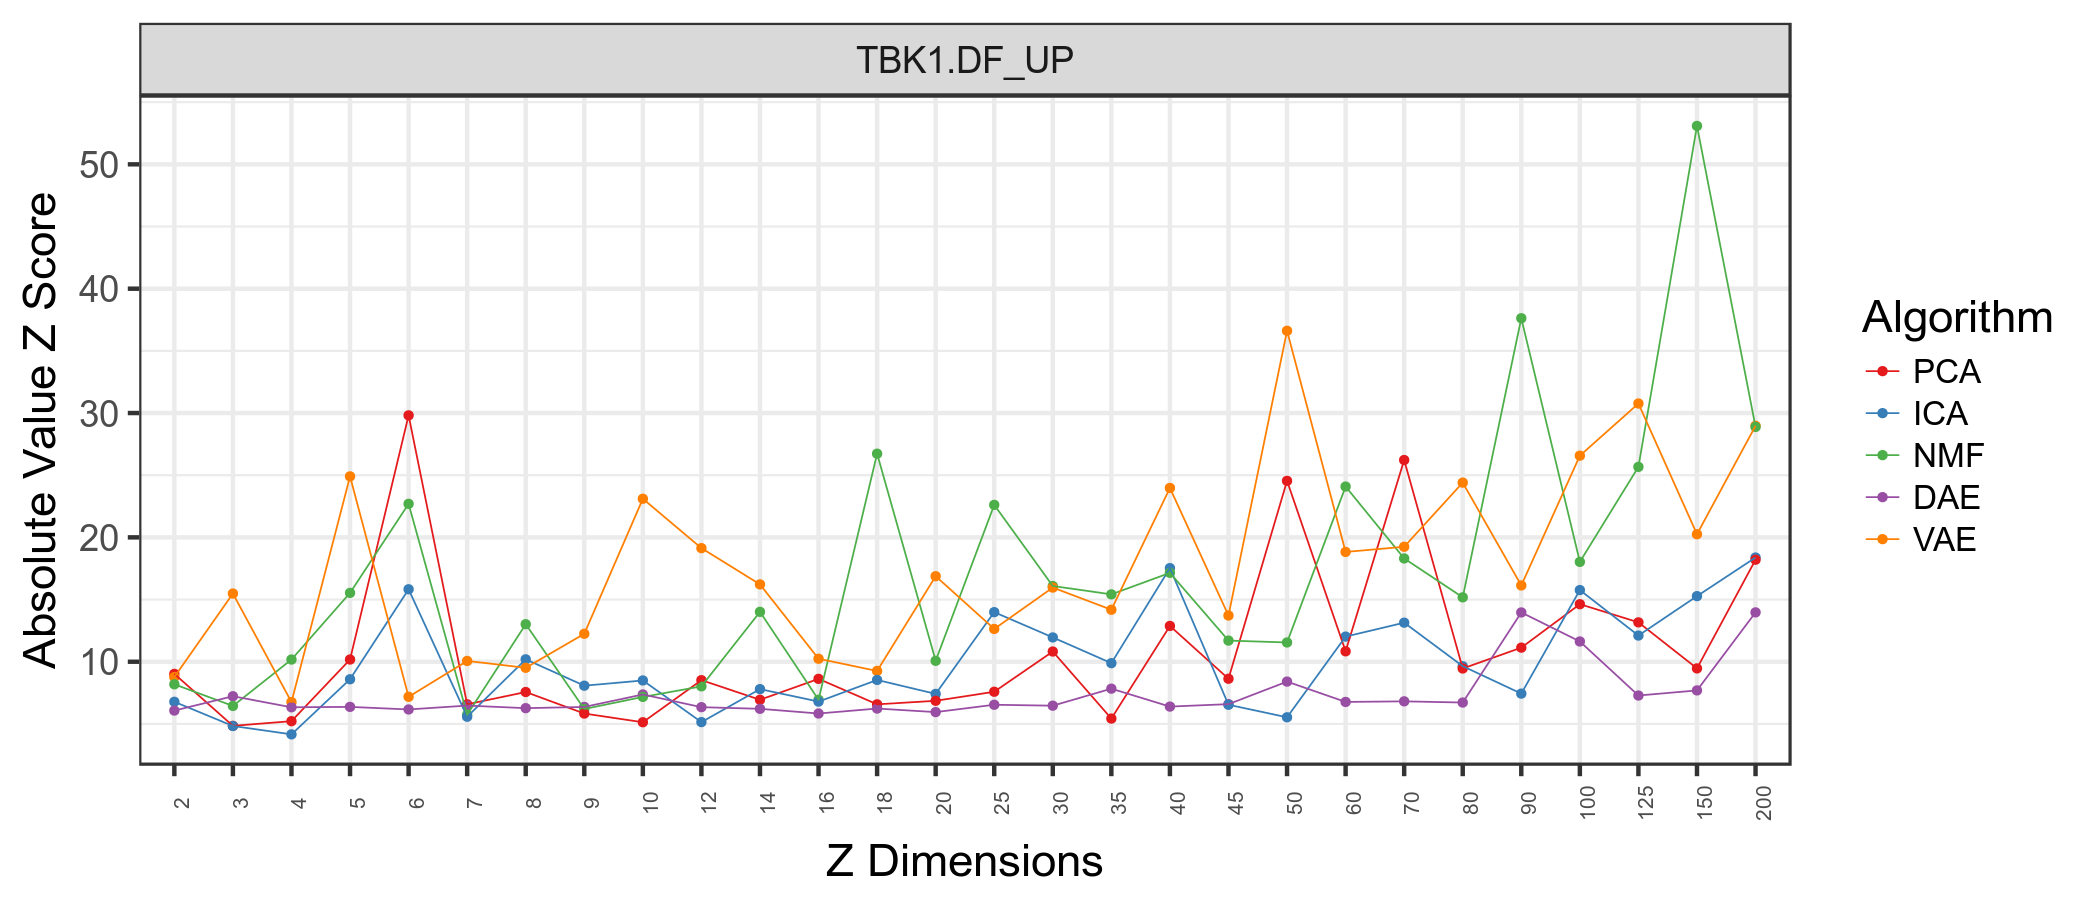 TBK1.DF_UP
Absolute Value Z Score
50
40
30
20
10
2 3 4 5 6 7 8 9 10 12 14 16 18 20 25 30 35 40 45 50 60 70 80 90 100 125 150 200
Z Dimensions
Algorithm
PCA
ICA
NMF
DAE
VAE